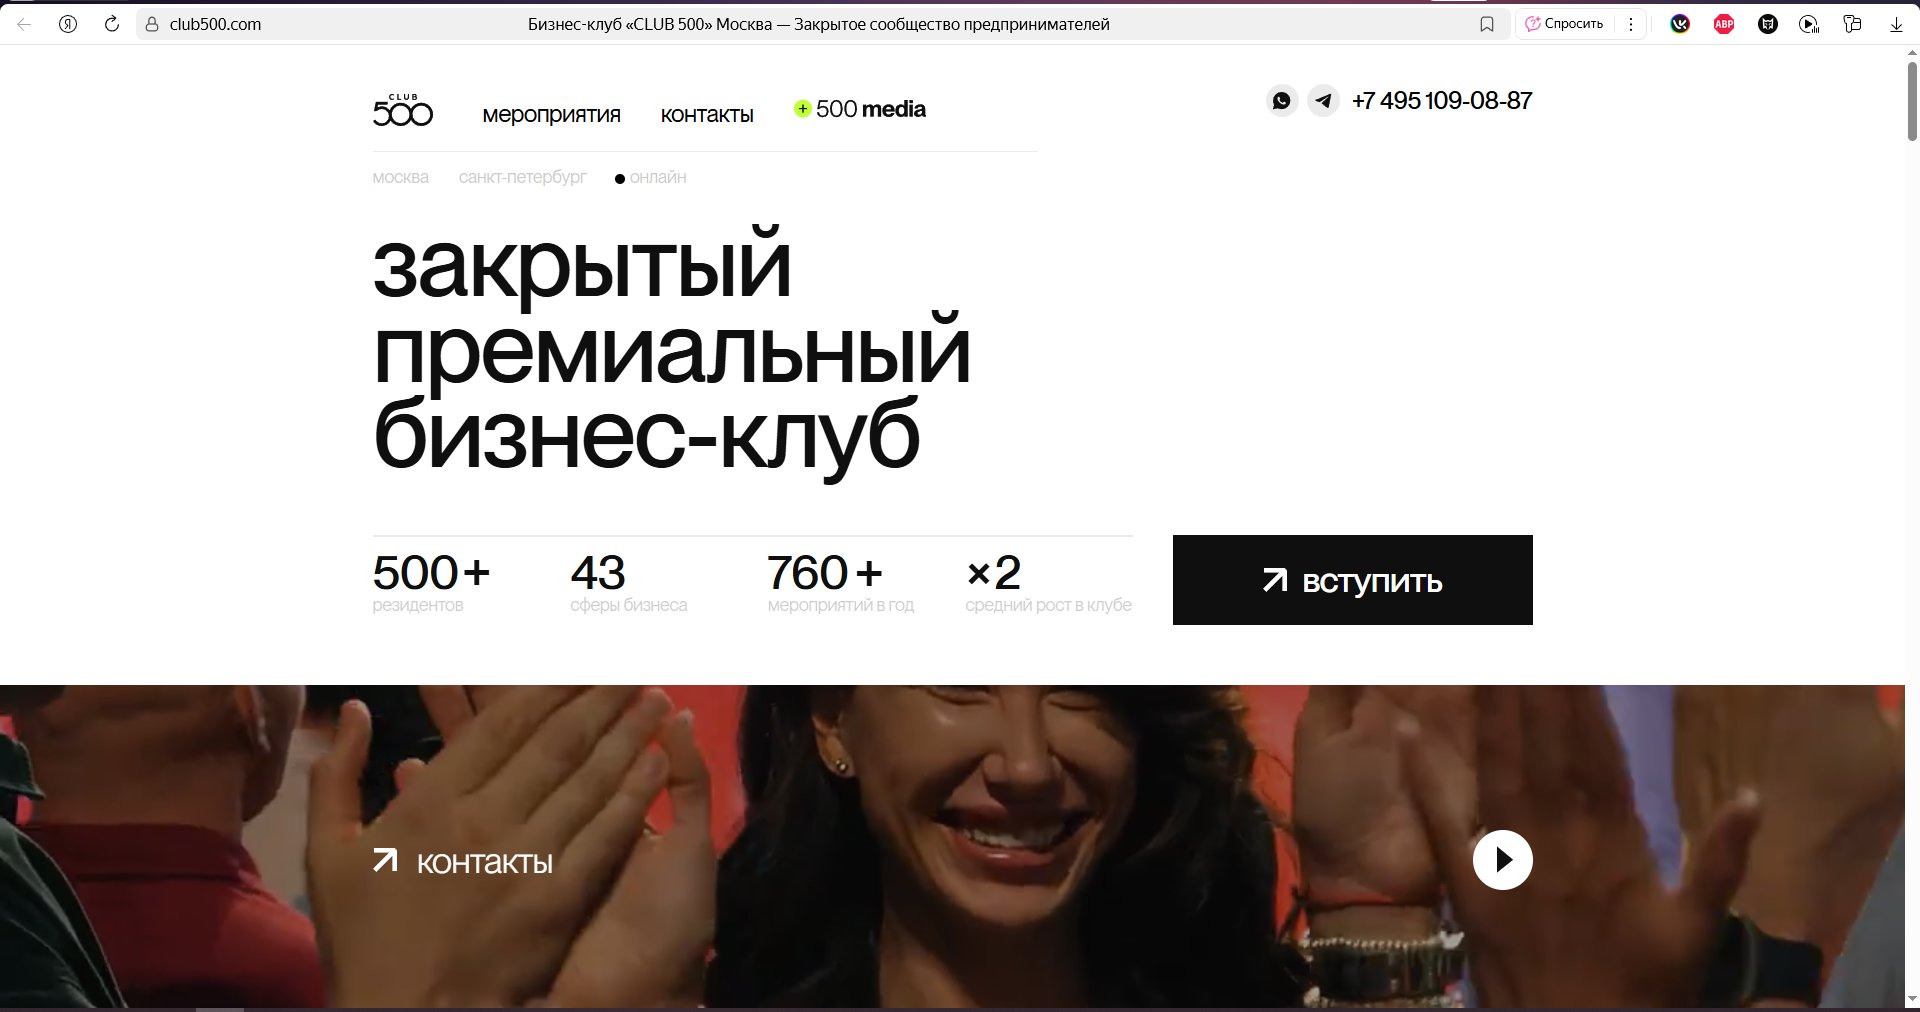 club500.com
Бизнес-клуб «CLUB 500» Москва — Закрытое сообщество предпринимателей
Спросить
ABP
CLUB
500
мероприятия
контакты
+ 500 media
+7 495 109-08-87
москва
санкт-петербург
онлайн
закрытый
премиальный
бизнес-клуб
500+
резидентов
43
сферы бизнеса
760+
мероприятий в год
×2
средний рост в клубе
вступить
контакты